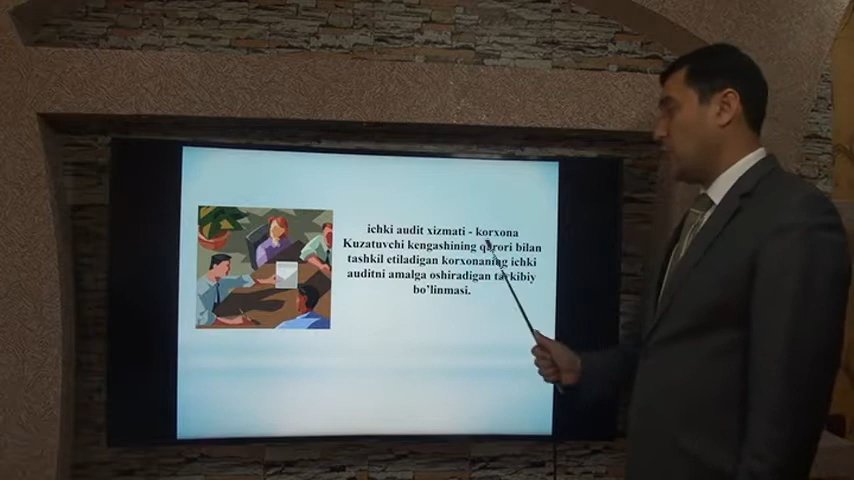 ichki audit xizmati - korxona
Kuzatuvchi kengashining qarori bilan
tashkil etiladigan korxonaning ichki
auditni amalga oshiradigan tarkibiy
bo'linmasi.